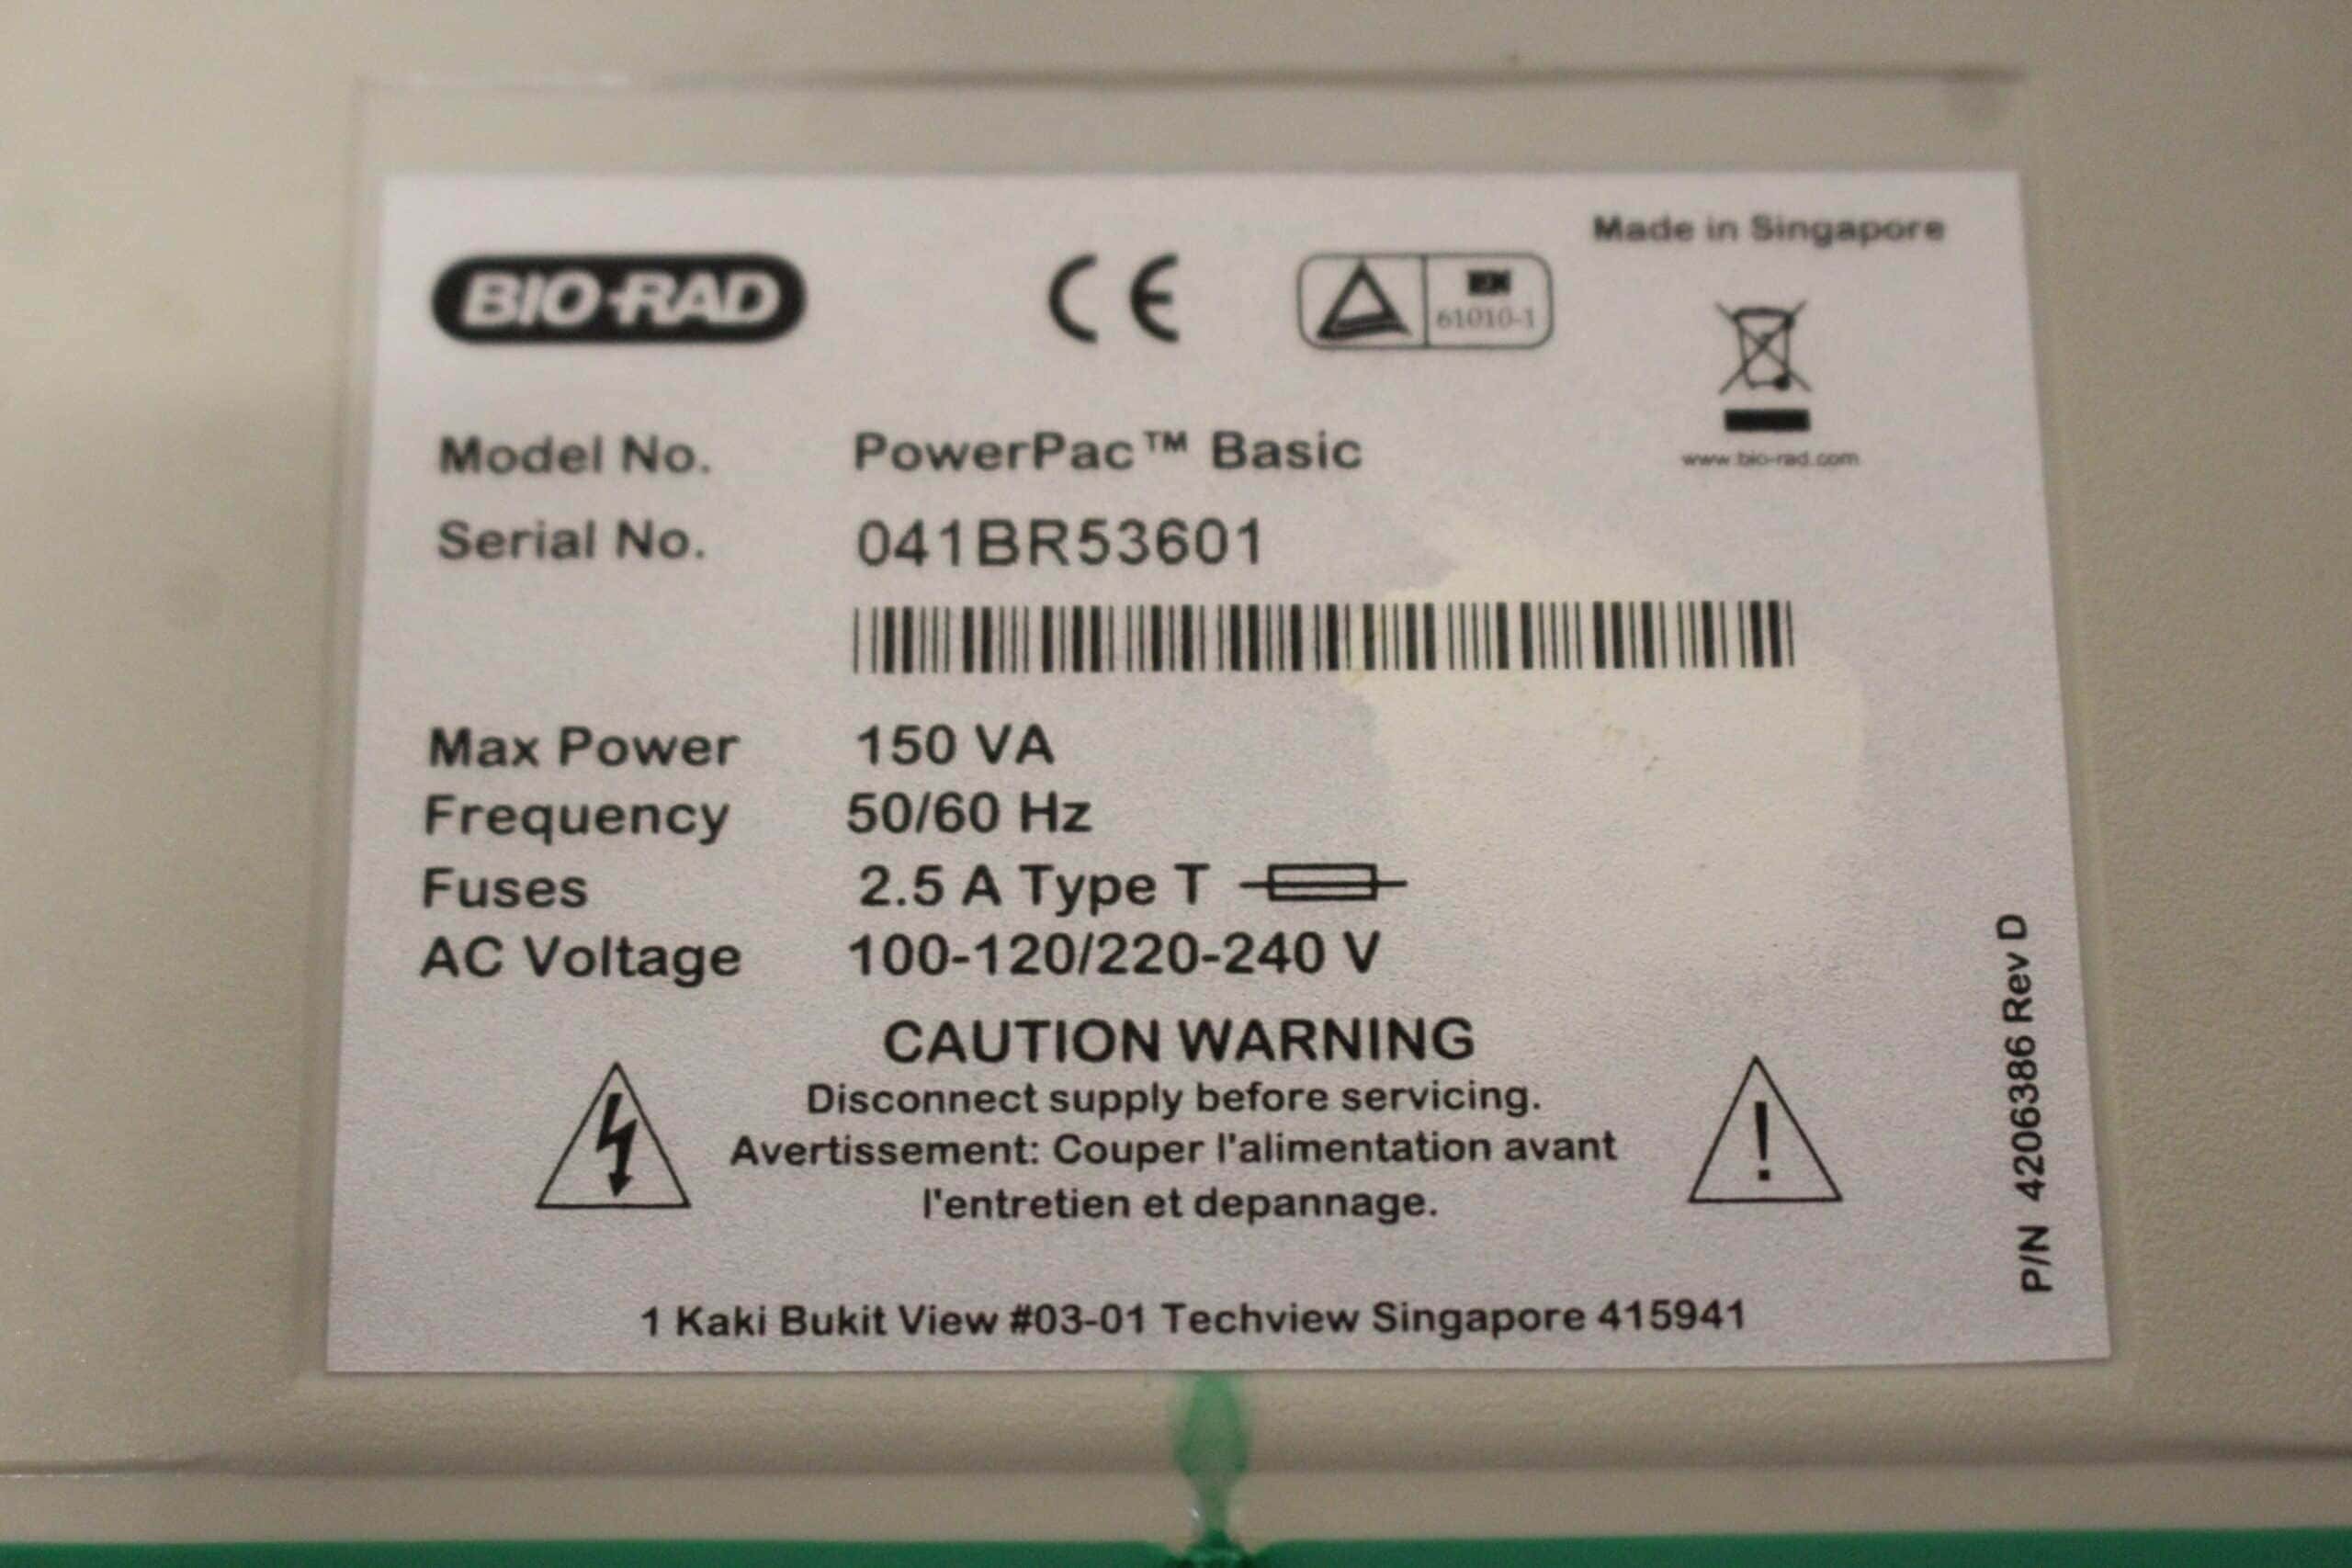 Made in Singapore
BIO-RAD
CE
EN
61010-1
www.bio-rad.com
Model No. PowerPac™ Basic
Serial No. 041BR53601
Max Power 150 VA
Frequency 50/60 Hz
Fuses 2.5 A Type T
AC Voltage 100-120/220-240 V
CAUTION WARNING
Disconnect supply before servicing.
Avertissement: Couper l'alimentation avant
l'entretien et depannage.
!
1 Kaki Bukit View #03-01 Techview Singapore 415941
P/N 4206386 Rev D